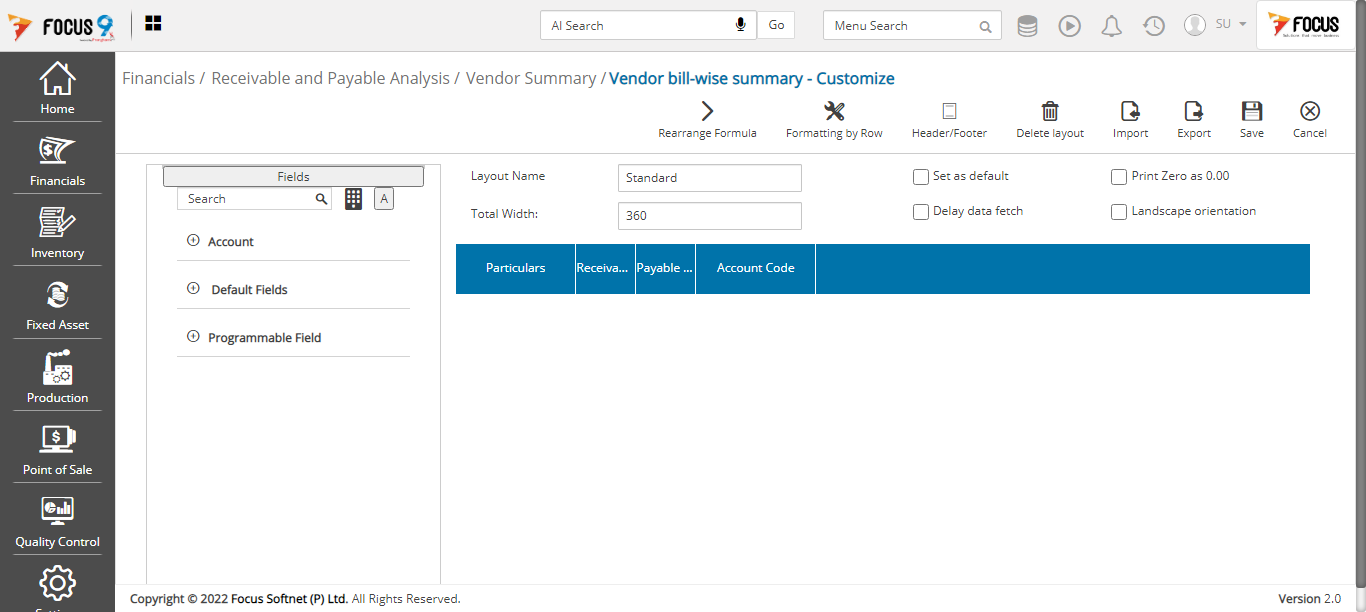 FOCUS 9
AI Search
Go
Menu Search
SU
FOCUS
Home
Financials
Inventory
Fixed Asset
Production
Point of Sale
Quality Control
Financials / Receivable and Payable Analysis / Vendor Summary / Vendor bill-wise summary - Customize
Rearrange Formula
Formatting by Row
Header/Footer
Delete layout
Import
Export
Save
Cancel
Fields
Search
A
Account
Default Fields
Programmable Field
Layout Name
Standard
Set as default
Print Zero as 0.00
Total Width:
360
Delay data fetch
Landscape orientation
Particulars
Receiva...
Payable ...
Account Code
Copyright © 2022 Focus Softnet (P) Ltd. All Rights Reserved.
Version 2.0